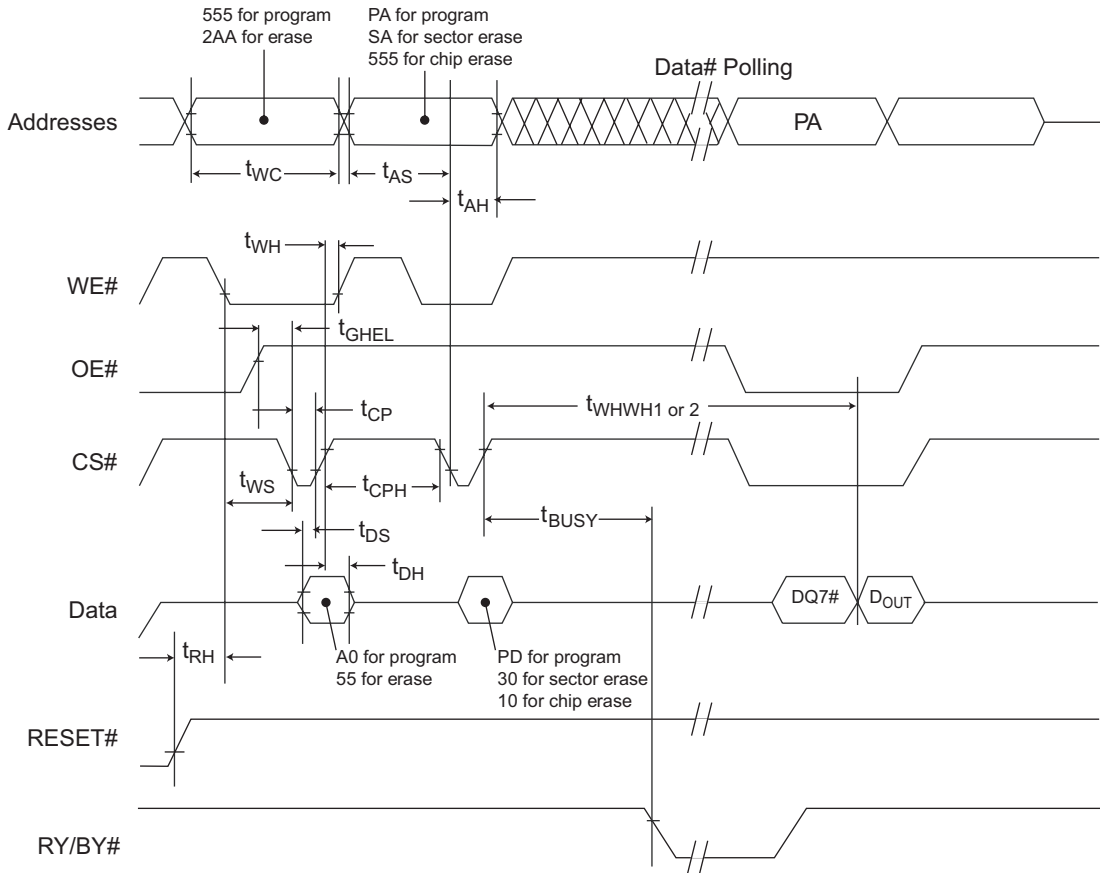 555 for program
2AA for erase
PA for program
SA for sector erase
555 for chip erase
Data# Polling
Addresses
PA
tWC
tAS
tAH
tWH
WE#
tGHEL
OE#
tCP
tWHWH1 or 2
CS#
tWS
tCPH
tDS
tBUSY
tDH
Data
DQ7#
DOUT
tRH
A0 for program
55 for erase
PD for program
30 for sector erase
10 for chip erase
RESET#
RY/BY#